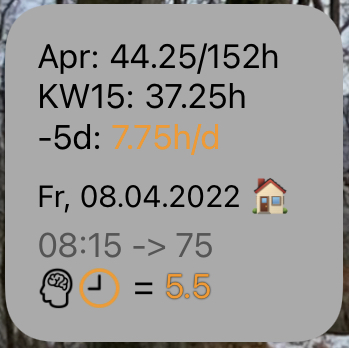 Apr: 44.25/152h
KW15: 37.25h
-5d: 7.75h/d
Fr, 08.04.2022 🏠
08:15 -> 75
= 5.5